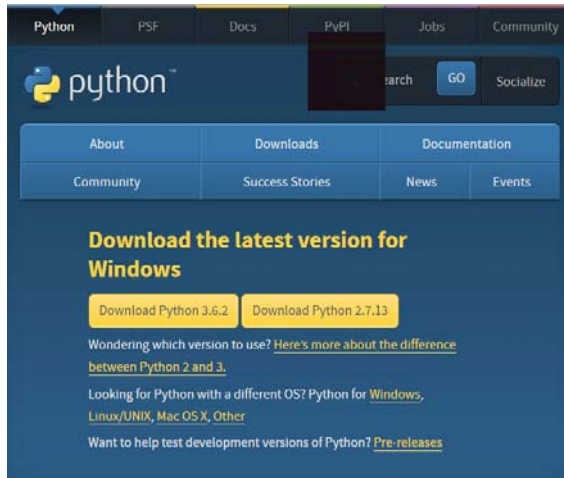 Python PSF Docs PyPI Jobs Community
python™ earch GO Socialize
About Downloads Documentation
Community Success Stories News Events
Download the latest version for
Windows
Download Python 3.6.2 Download Python 2.7.13
Wondering which version to use? Here's more about the difference
between Python 2 and 3.
Looking for Python with a different OS? Python for Windows,
Linux/UNIX, Mac OS X, Other
Want to help test development versions of Python? Pre-releases